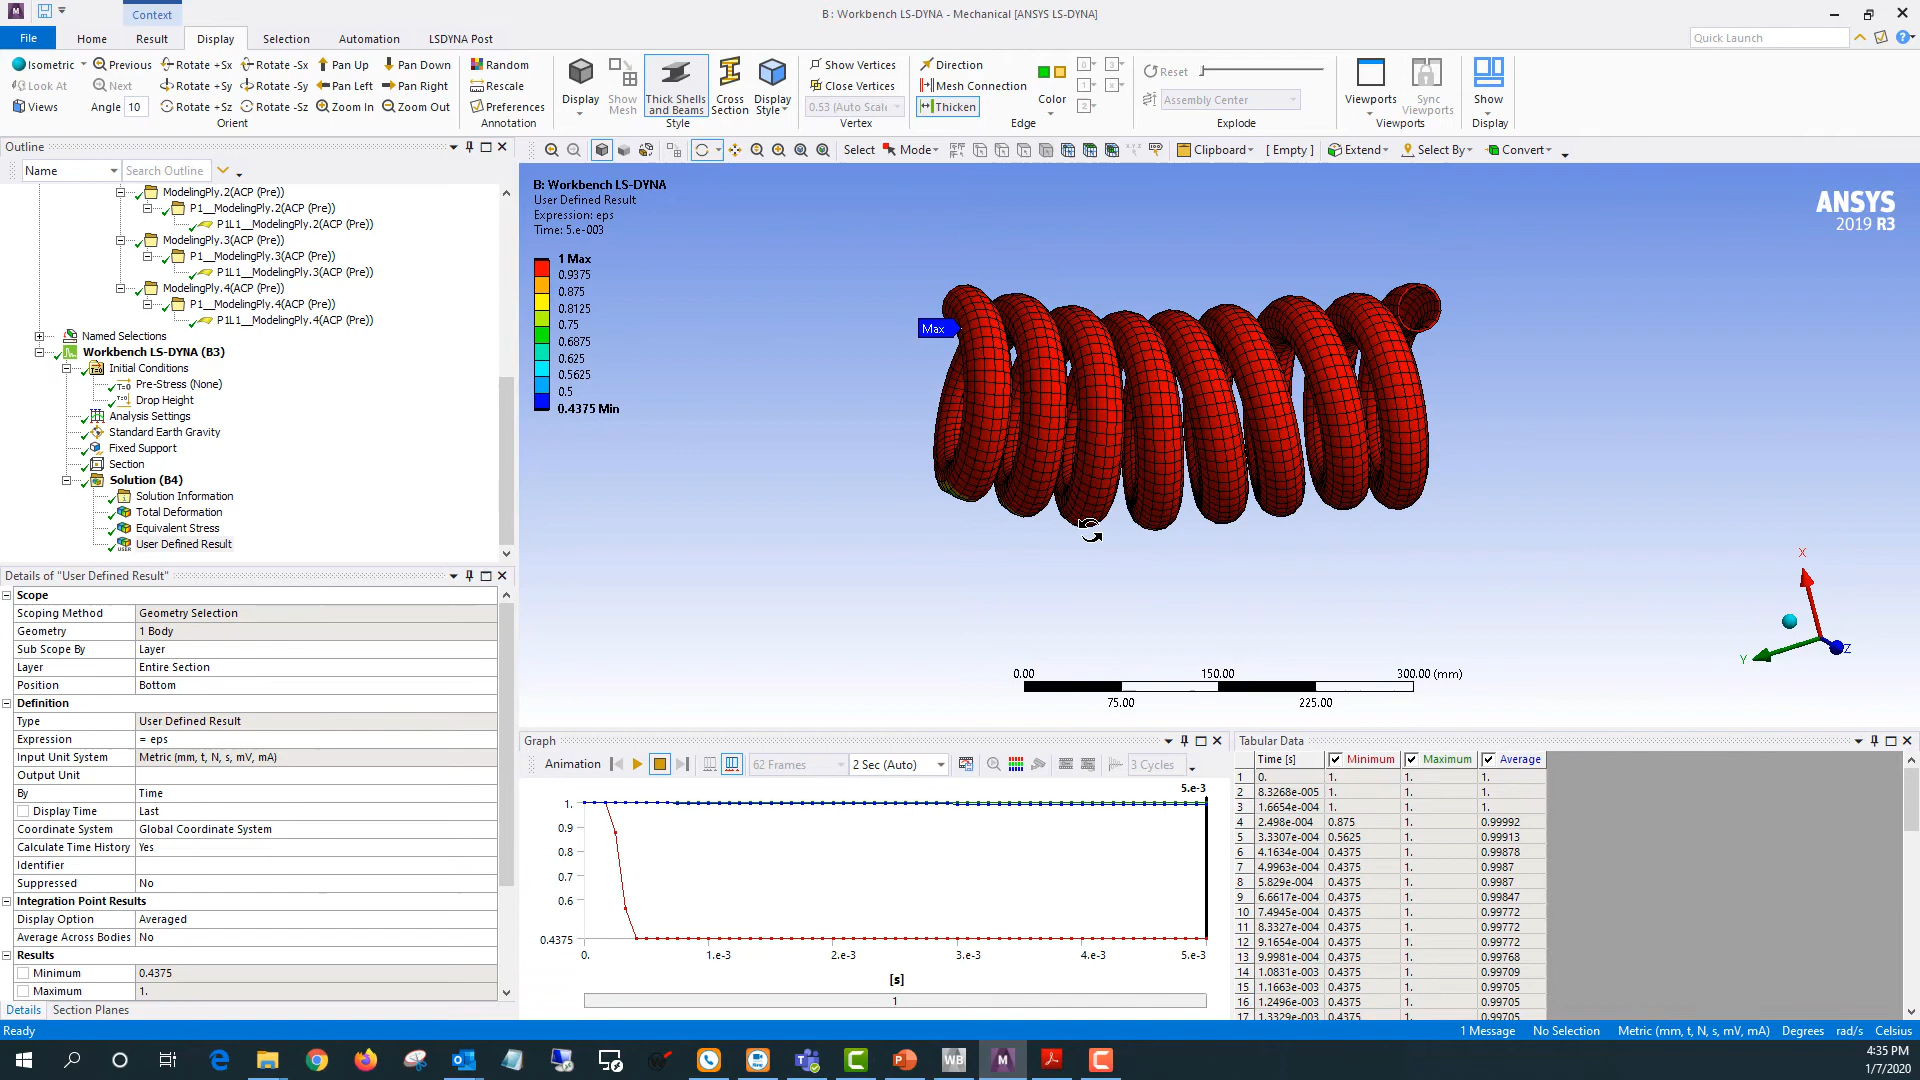 Context
B : Workbench LS-DYNA - Mechanical [ANSYS LS-DYNA]
File Home Result Display Selection Automation LSDYNA Post
Quick Launch
Isometric Previous Rotate +Sx Rotate -Sx Pan Up Pan Down
Look At Next Rotate +Sy Rotate -Sy Pan Left Pan Right
Views Angle 10 Rotate +Sz Rotate -Sz Zoom In Zoom Out
Orient
Random
Rescale
Preferences
Annotation
Display
Show Mesh
Thick Shells and Beams
Cross Section
Display Style
Style
Show Vertices
Close Vertices
0.53 (Auto Scale
Vertex
Direction
Mesh Connection
Thicken
Color
Edge
Reset
Assembly Center
Explode
Viewports
Sync Viewports
Viewports
Show
Display
Outline
Name Search Outline
Select Mode Clipboard [ Empty ] Extend Select By Convert
ModelingPly.2(ACP (Pre))
P1__ModelingPly.2(ACP (Pre))
P1L1__ModelingPly.2(ACP (Pre))
ModelingPly.3(ACP (Pre))
P1__ModelingPly.3(ACP (Pre))
P1L1__ModelingPly.3(ACP (Pre))
ModelingPly.4(ACP (Pre))
P1__ModelingPly.4(ACP (Pre))
P1L1__ModelingPly.4(ACP (Pre))
Named Selections
Workbench LS-DYNA (B3)
Initial Conditions
Pre-Stress (None)
Drop Height
Analysis Settings
Standard Earth Gravity
Fixed Support
Section
Solution (B4)
Solution Information
Total Deformation
Equivalent Stress
User Defined Result
B: Workbench LS-DYNA
User Defined Result
Expression: eps
Time: 5.e-003
1 Max
0.9375
0.875
0.8125
0.75
0.6875
0.625
0.5625
0.5
0.4375 Min
Max
ANSYS
2019 R3
X
Y
Z
0.00 150.00 300.00 (mm)
75.00 225.00
Details of "User Defined Result"
Scope
Scoping Method Geometry Selection
Geometry 1 Body
Sub Scope By Layer
Layer Entire Section
Position Bottom
Definition
Type User Defined Result
Expression = eps
Input Unit System Metric (mm, t, N, s, mV, mA)
Output Unit
By Time
Display Time Last
Coordinate System Global Coordinate System
Calculate Time History Yes
Identifier
Suppressed No
Integration Point Results
Display Option Averaged
Average Across Bodies No
Results
Minimum 0.4375
Maximum 1.
Details Section Planes
Graph
Animation 62 Frames 2 Sec (Auto) 3 Cycles
5.e-3
1.
0.9
0.8
0.7
0.6
0.4375
0. 1.e-3 2.e-3 3.e-3 4.e-3 5.e-3
[s]
1
Tabular Data
Time [s] Minimum Maximum Average
1 0. 1. 1. 1.
2 8.3268e-005 1. 1. 1.
3 1.6654e-004 1. 1. 1.
4 2.498e-004 0.875 1. 0.99992
5 3.3307e-004 0.5625 1. 0.99913
6 4.1634e-004 0.4375 1. 0.99878
7 4.9963e-004 0.4375 1. 0.9987
8 5.829e-004 0.4375 1. 0.9987
9 6.6617e-004 0.4375 1. 0.99847
10 7.4945e-004 0.4375 1. 0.99772
11 8.3327e-004 0.4375 1. 0.99772
12 9.1654e-004 0.4375 1. 0.99772
13 9.9981e-004 0.4375 1. 0.99768
14 1.0831e-003 0.4375 1. 0.99709
15 1.1663e-003 0.4375 1. 0.99705
16 1.2496e-003 0.4375 1. 0.99705
17 1.3329e-003 0.4375 1. 0.99705
Ready
1 Message No Selection Metric (mm, t, N, s, mV, mA) Degrees rad/s Celsius
4:35 PM
1/7/2020